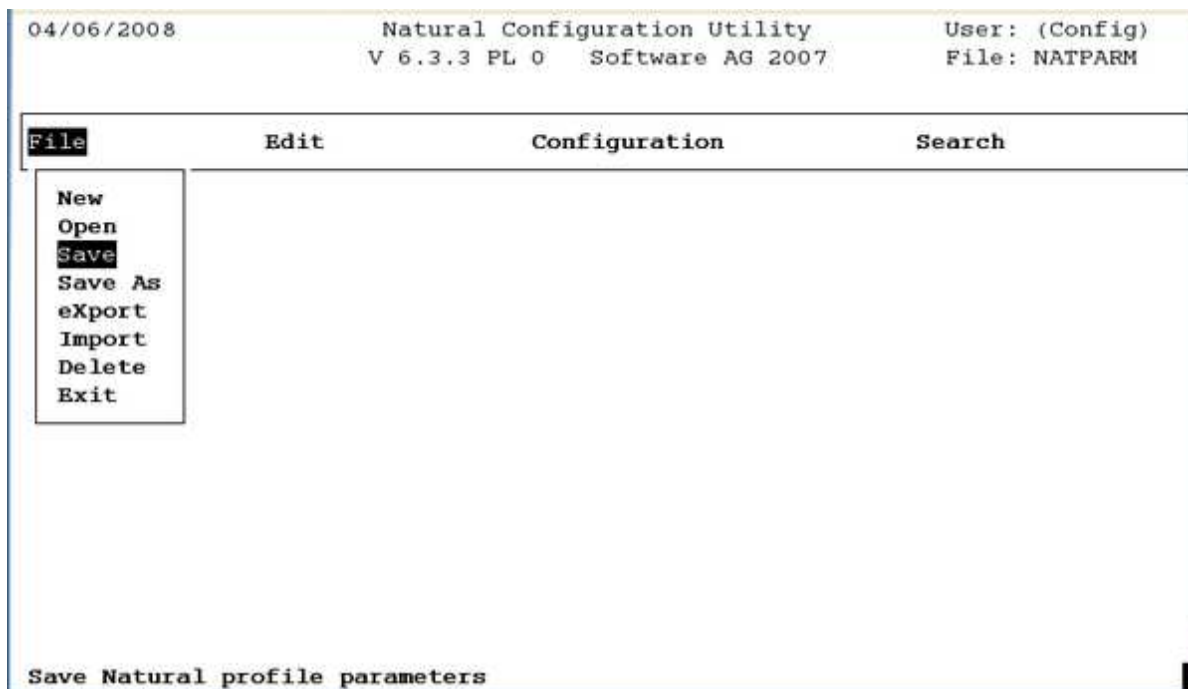 04/06/2008 Natural Configuration Utility User: (Config)
V 6.3.3 PL 0 Software AG 2007 File: NATPARM
File Edit Configuration Search
New
Open
Save
Save As
eXport
Import
Delete
Exit
Save Natural profile parameters